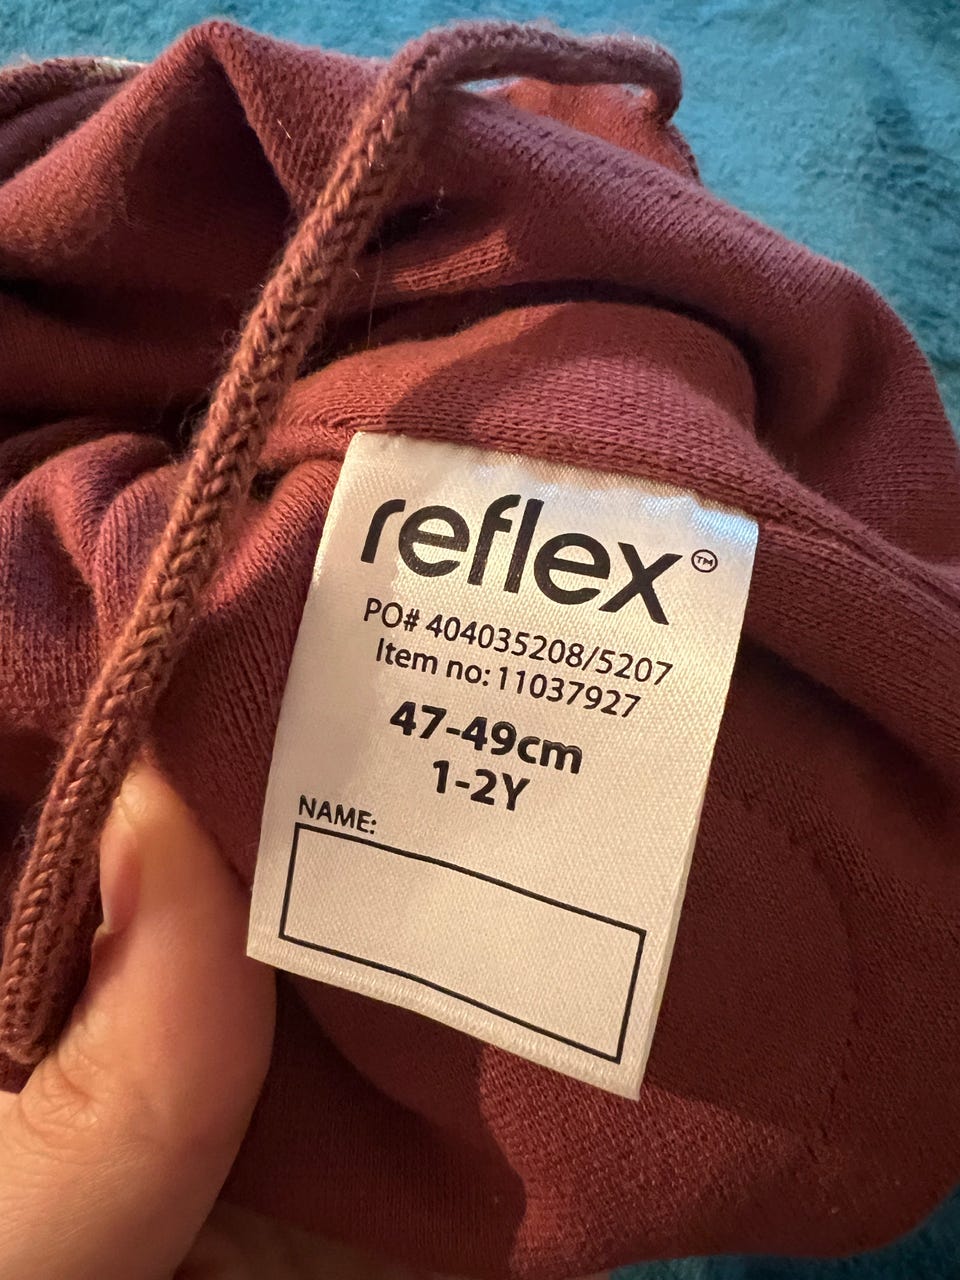 reflex™
PO# 404035208/5207
Item no: 11037927
47-49cm
1-2Y
NAME: